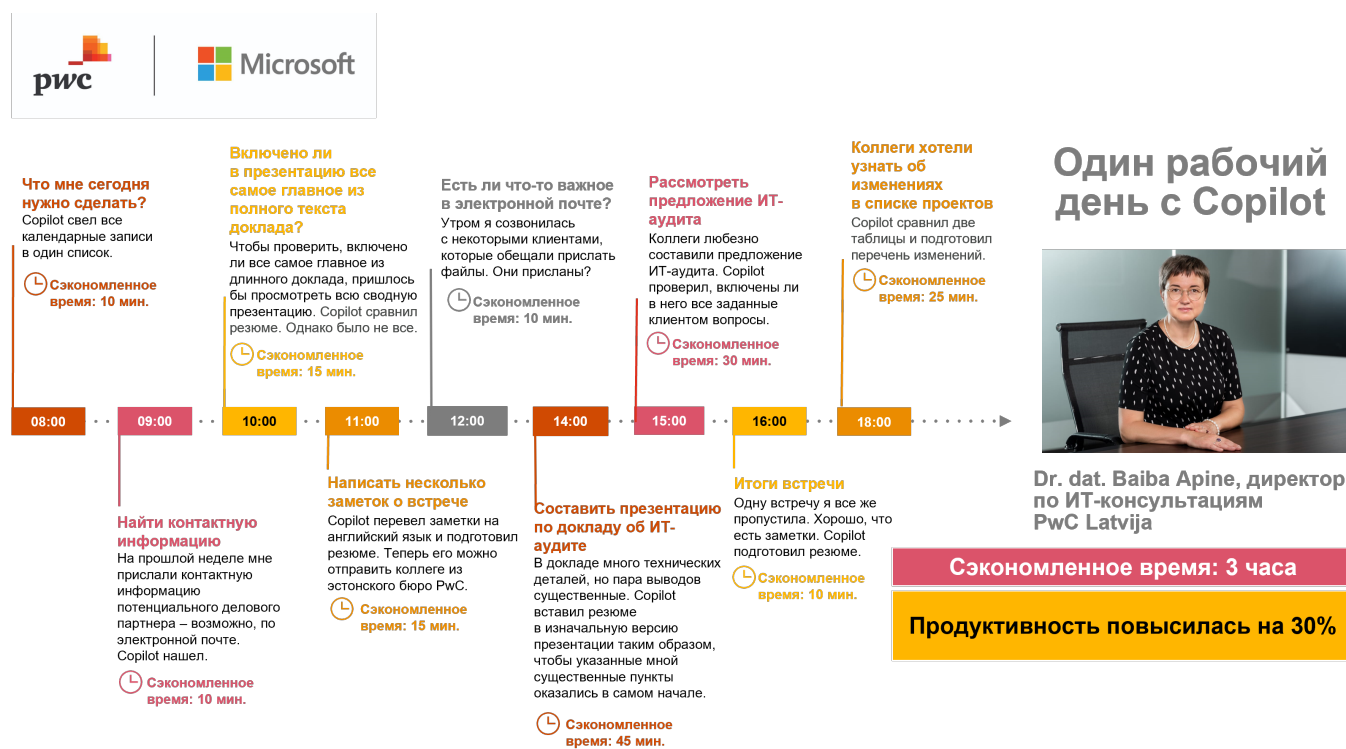 pwc
Microsoft
Один рабочий
день с Copilot
Что мне сегодня
нужно сделать?
Copilot свел все
календарные записи
в один список.
Сэкономленное
время: 10 мин.
Включено ли
в презентацию все
самое главное из
полного текста
доклада?
Чтобы проверить, включено
ли все самое главное из
длинного доклада, пришлось
бы просмотреть всю сводную
презентацию. Copilot сравнил
резюме. Однако было не все.
Сэкономленное
время: 15 мин.
Есть ли что-то важное
в электронной почте?
Утром я созвонилась
с некоторыми клиентами,
которые обещали прислать
файлы. Они присланы?
Сэкономленное
время: 10 мин.
Рассмотреть
предложение ИТ-
аудита
Коллеги любезно
составили предложение
ИТ-аудита. Copilot
проверил, включены ли
в него все заданные
клиентом вопросы.
Сэкономленное
время: 30 мин.
Коллеги хотели
узнать об
изменениях
в списке проектов
Copilot сравнил две
таблицы и подготовил
перечень изменений.
Сэкономленное
время: 25 мин.
08:00
09:00
10:00
11:00
12:00
14:00
15:00
16:00
18:00
Найти контактную
информацию
На прошлой неделе мне
прислали контактную
информацию
потенциального делового
партнера – возможно, по
электронной почте.
Copilot нашел.
Сэкономленное
время: 10 мин.
Написать несколько
заметок о встрече
Copilot перевел заметки на
английский язык и подготовил
резюме. Теперь его можно
отправить коллеге из
эстонского бюро PwC.
Сэкономленное
время: 15 мин.
Составить презентацию
по докладу об ИТ-
аудите
В докладе много технических
деталей, но пара выводов
существенные. Copilot
вставил резюме
в изначальную версию
презентации таким образом,
чтобы указанные мной
существенные пункты
оказались в самом начале.
Сэкономленное
время: 45 мин.
Итоги встречи
Одну встречу я все же
пропустила. Хорошо, что
есть заметки. Copilot
подготовил резюме.
Сэкономленное
время: 10 мин.
Dr. dat. Baiba Apine, директор
по ИТ-консультациям
PwC Latvija
Сэкономленное время: 3 часа
Продуктивность повысилась на 30%